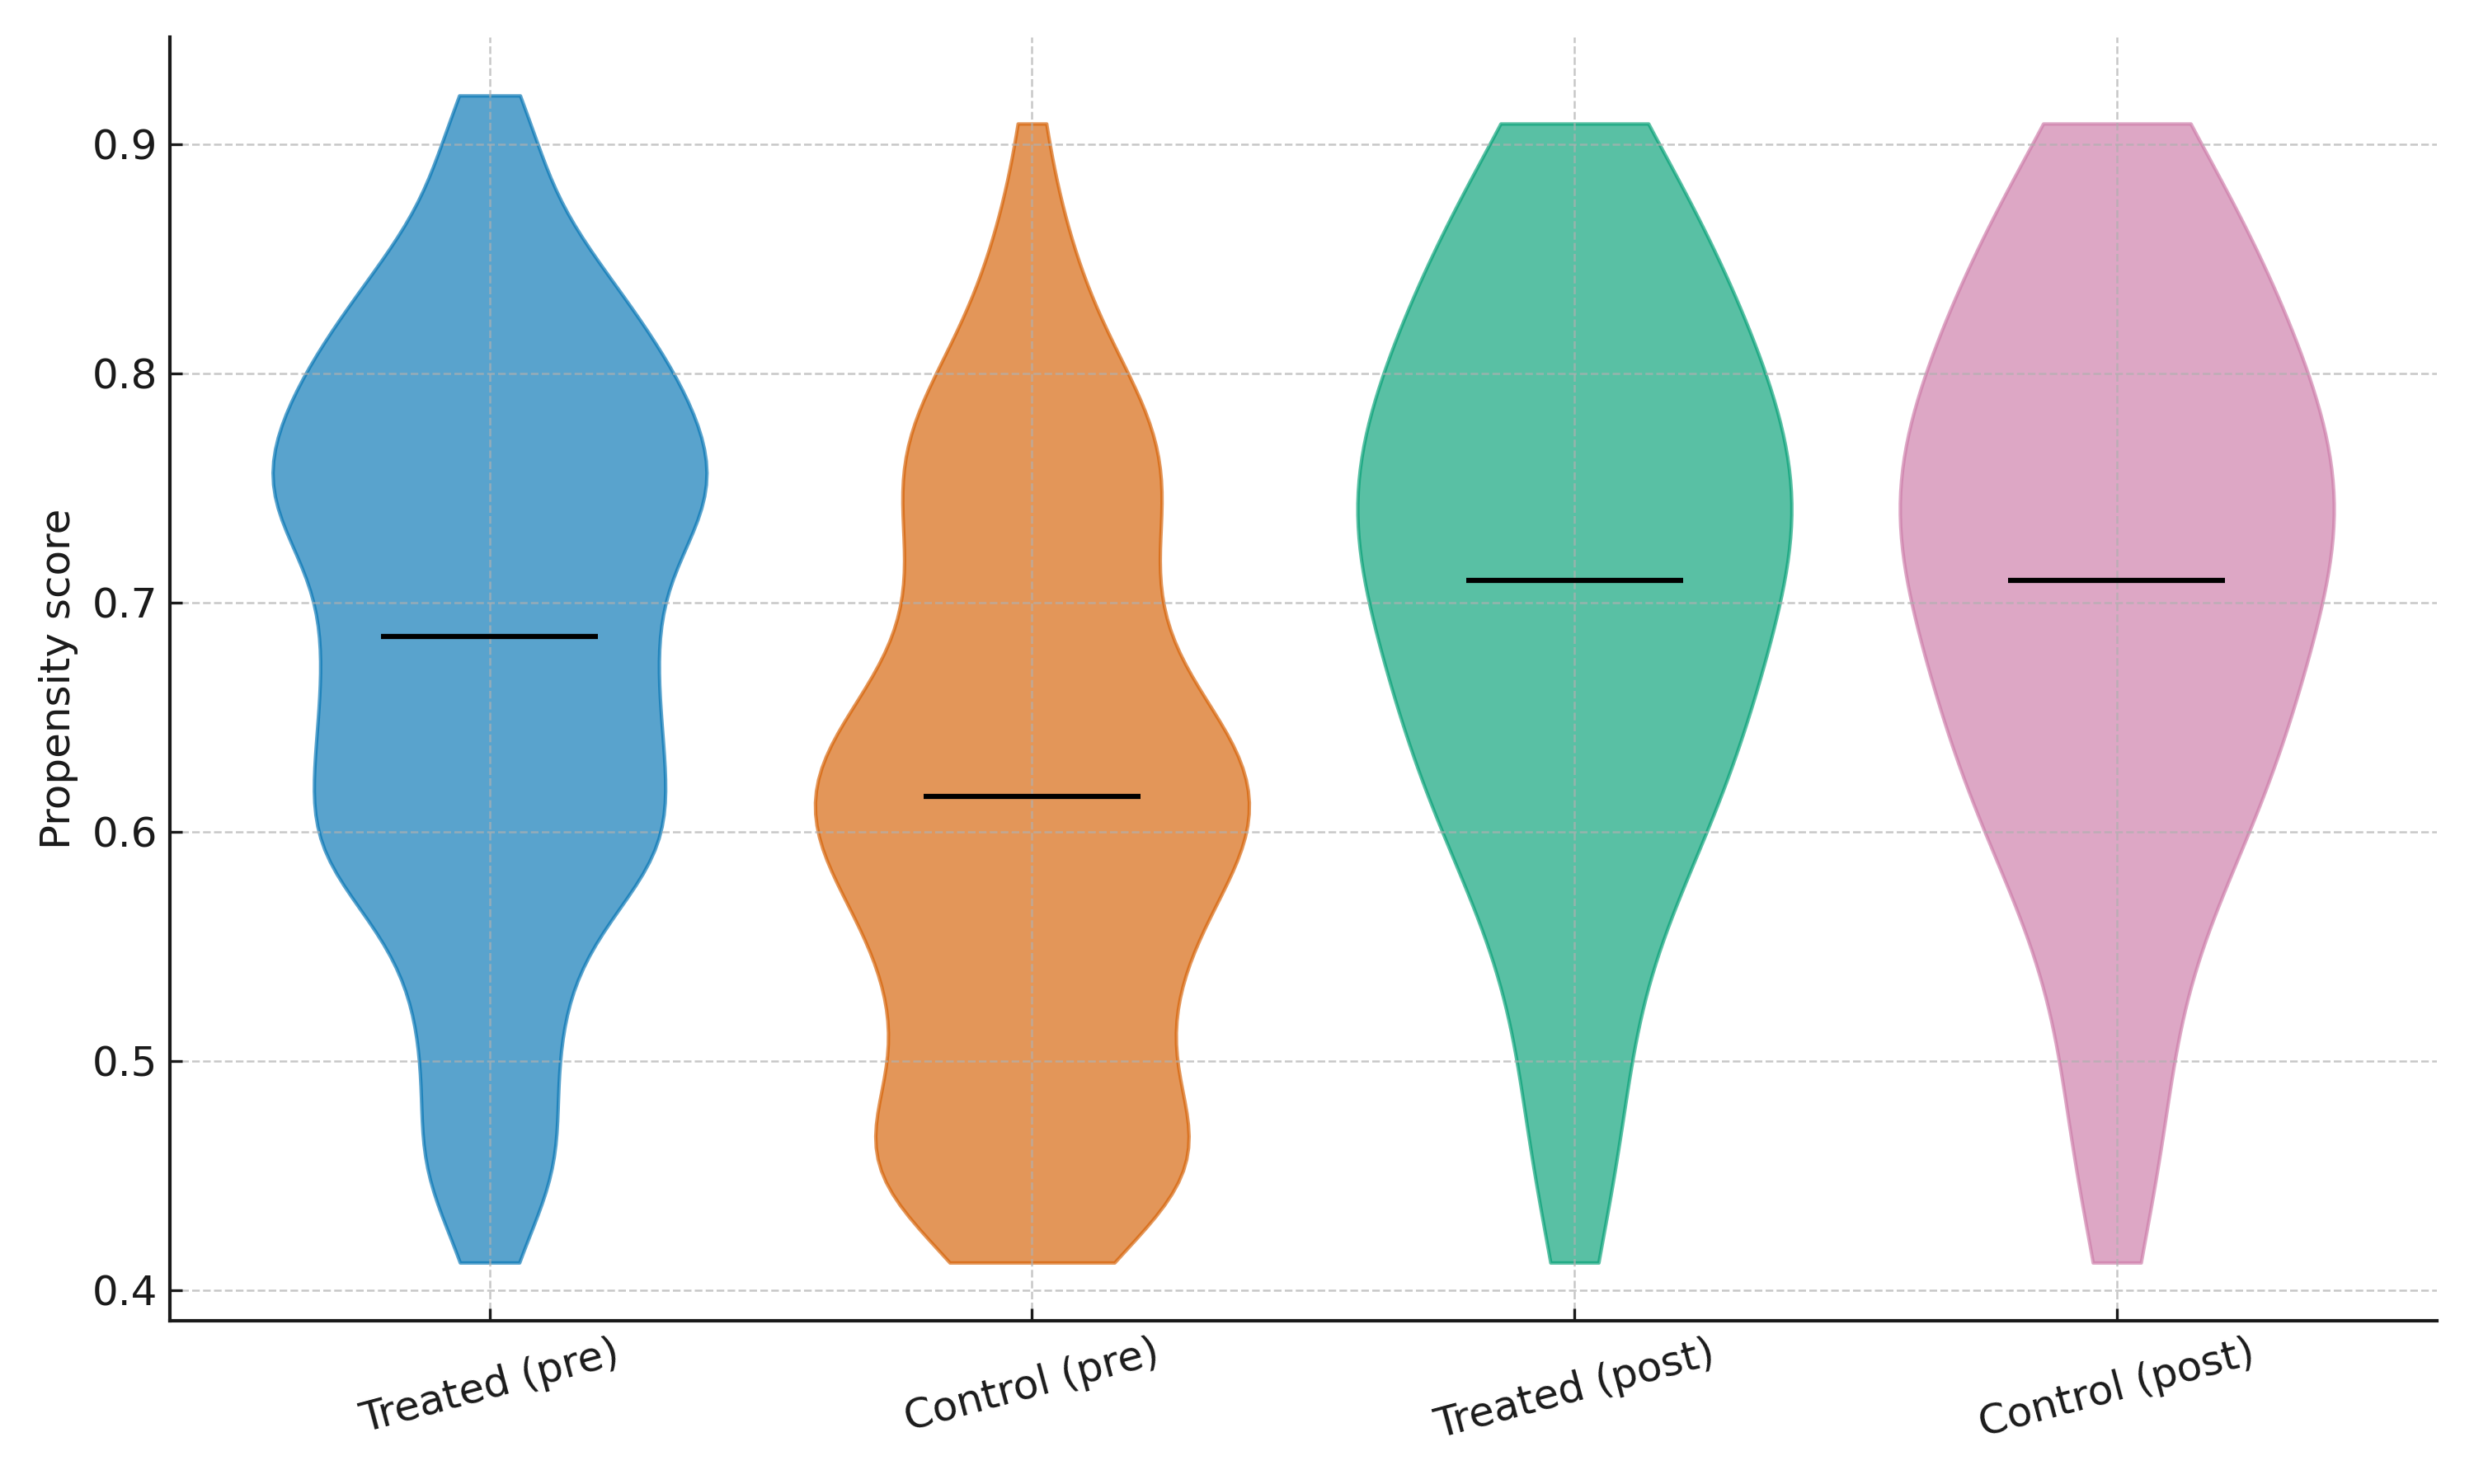 Propensity score
0.9
0.8
0.7
0.6
0.5
0.4
Treated (pre)
Control (pre)
Treated (post)
Control (post)